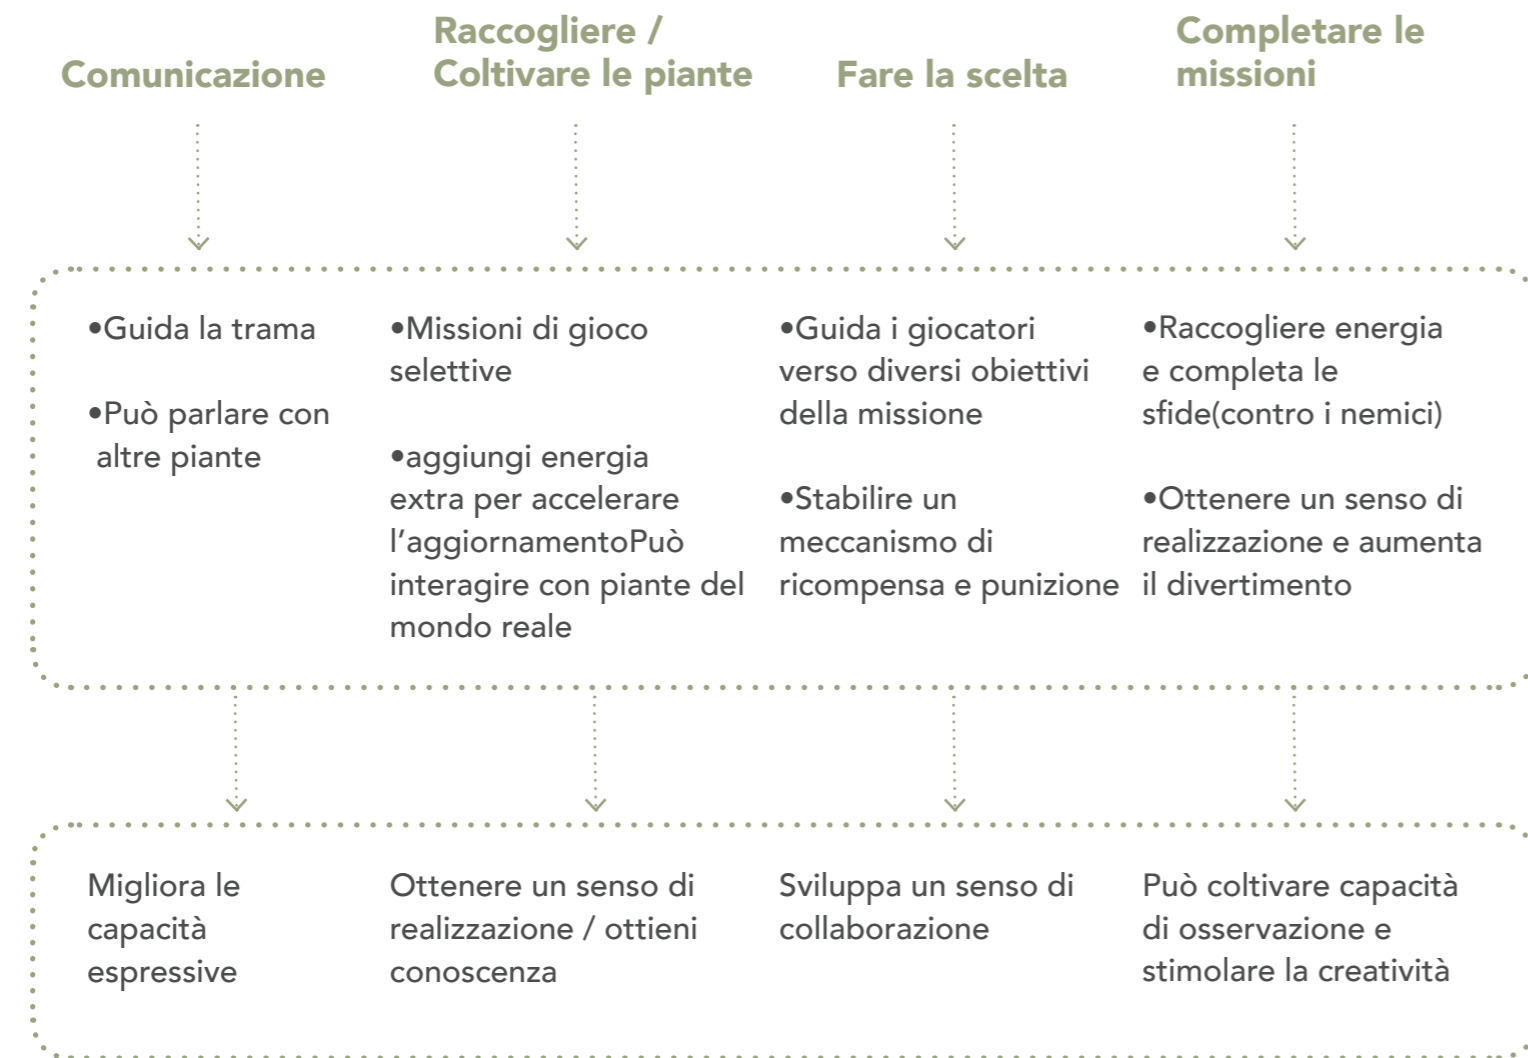 Comunicazione
Raccogliere /
Coltivare le piante
Fare la scelta
Completare le
missioni
•Guida la trama
•Può parlare con
altre piante
•Missioni di gioco
selettive
•aggiungi energia
extra per accelerare
l’aggiornamentoPuò
interagire con piante del
mondo reale
•Guida i giocatori
verso diversi obiettivi
della missione
•Stabilire un
meccanismo di
ricompensa e punizione
•Raccogliere energia
e completa le
sfide(contro i nemici)
•Ottenere un senso di
realizzazione e aumenta
il divertimento
Migliora le
capacità
espressive
Ottenere un senso di
realizzazione / ottieni
conoscenza
Sviluppa un senso di
collaborazione
Può coltivare capacità
di osservazione e
stimolare la creatività